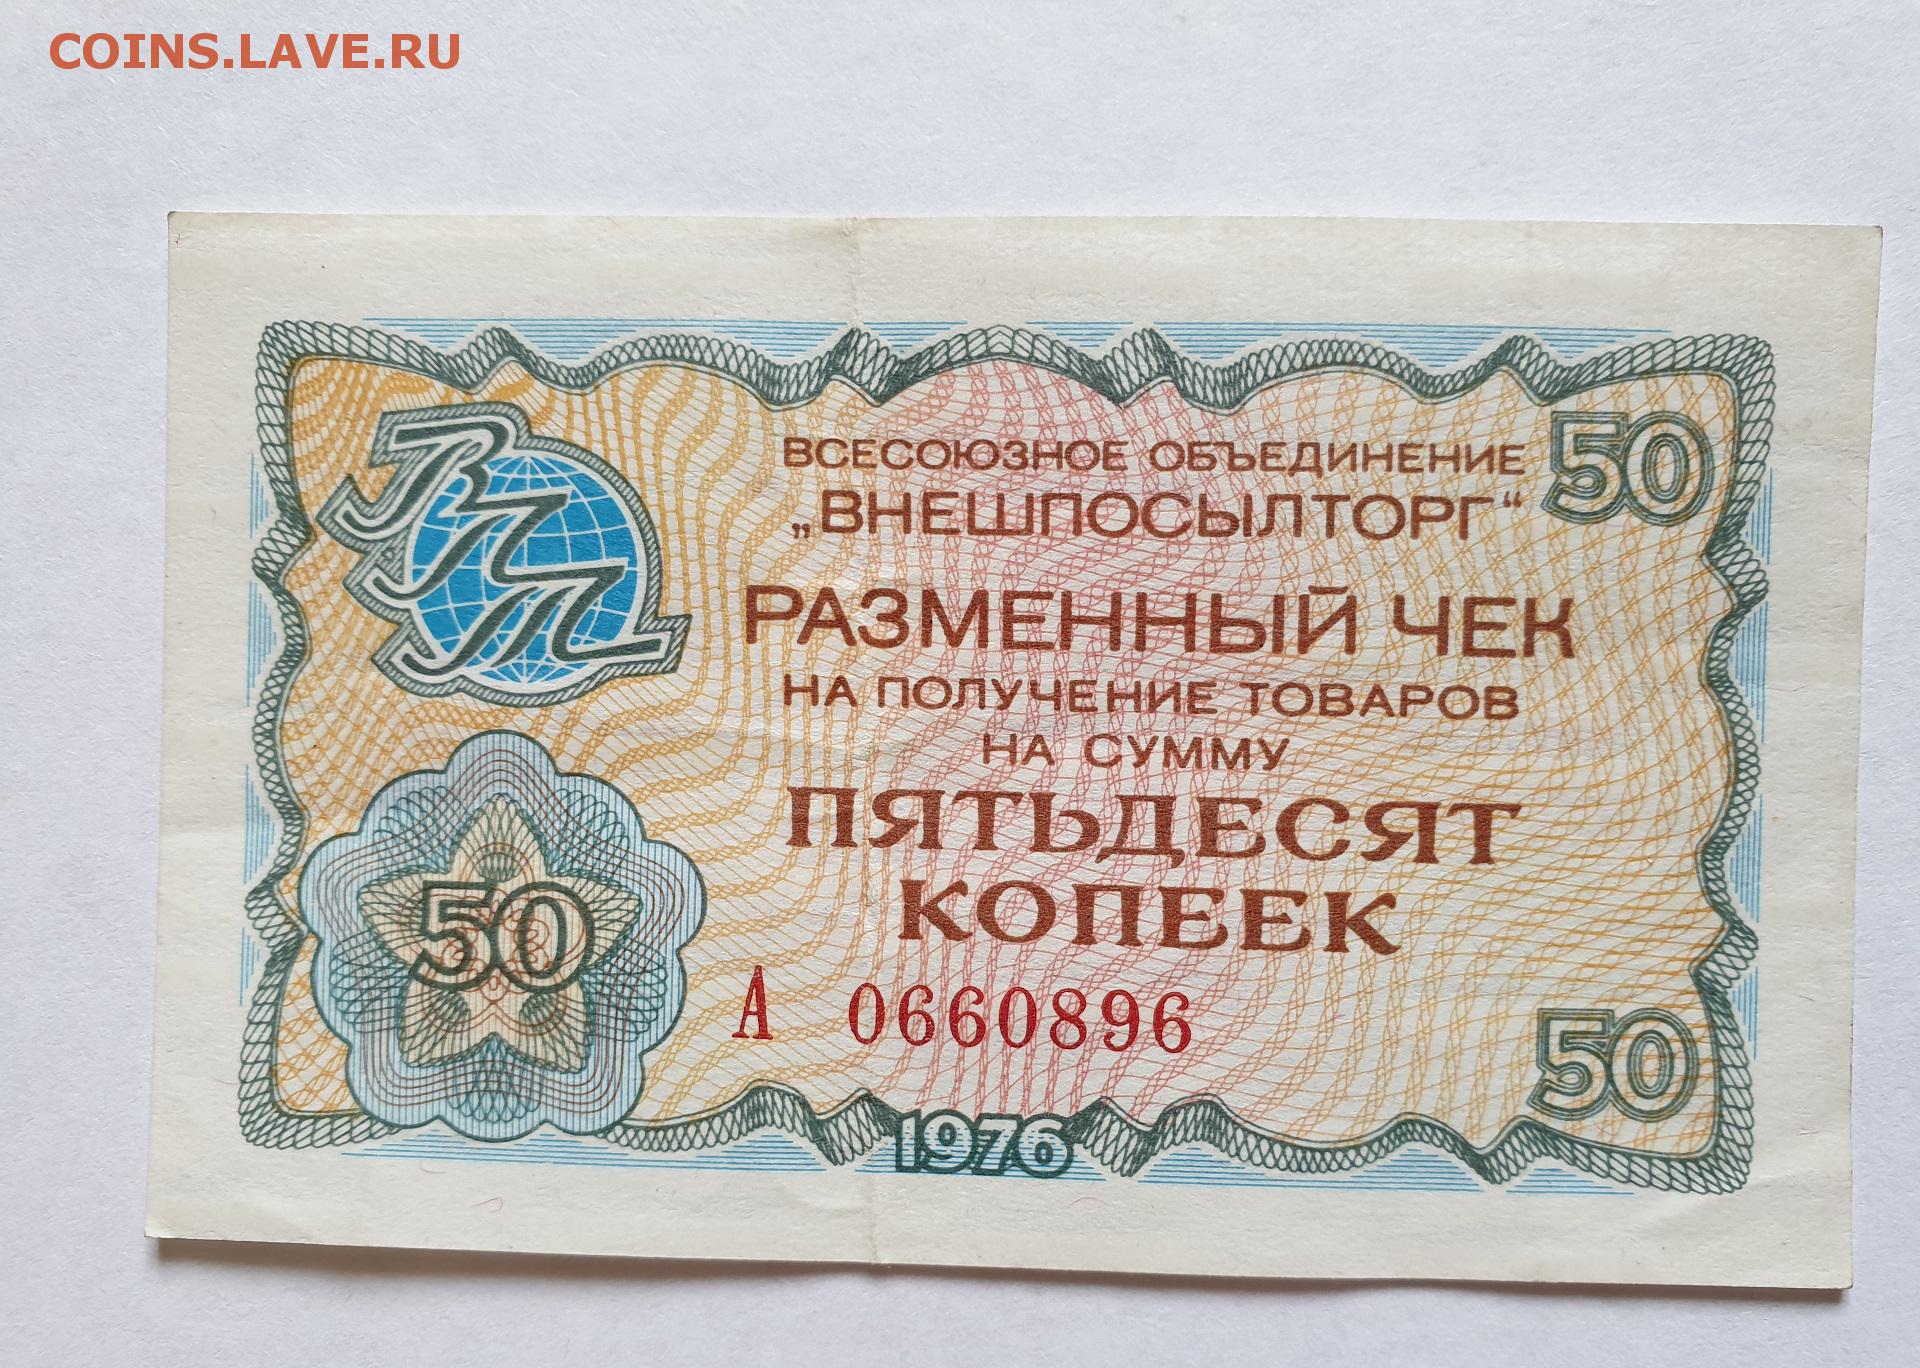 COINS.LAVE.RU
ВПТ
ВСЕСОЮЗНОЕ ОБЪЕДИНЕНИЕ
„ВНЕШПОСЫЛТОРГ“
50
РАЗМЕННЫЙ ЧЕК
НА ПОЛУЧЕНИЕ ТОВАРОВ
НА СУММУ
ПЯТЬДЕСЯТ
КОПЕЕК
50
А 0660896
50
1976